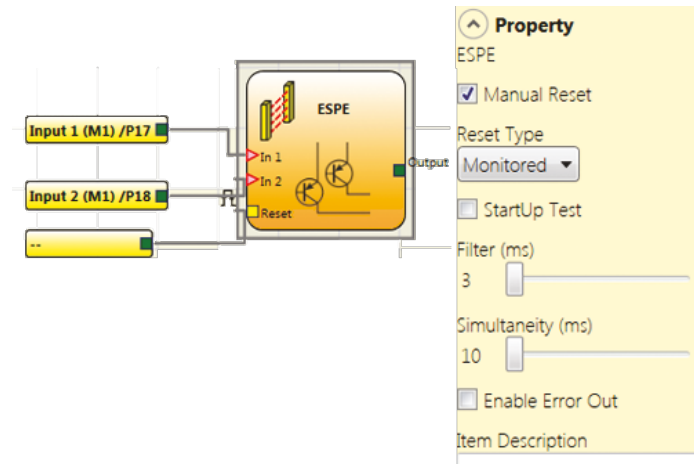 Property
ESPE
Manual Reset
Reset Type
Monitored
StartUp Test
Filter (ms)
3
Simultaneity (ms)
10
Enable Error Out
Item Description
Input 1 (M1) /P17
Input 2 (M1) /P18
--
ESPE
In 1
In 2
Reset
Output